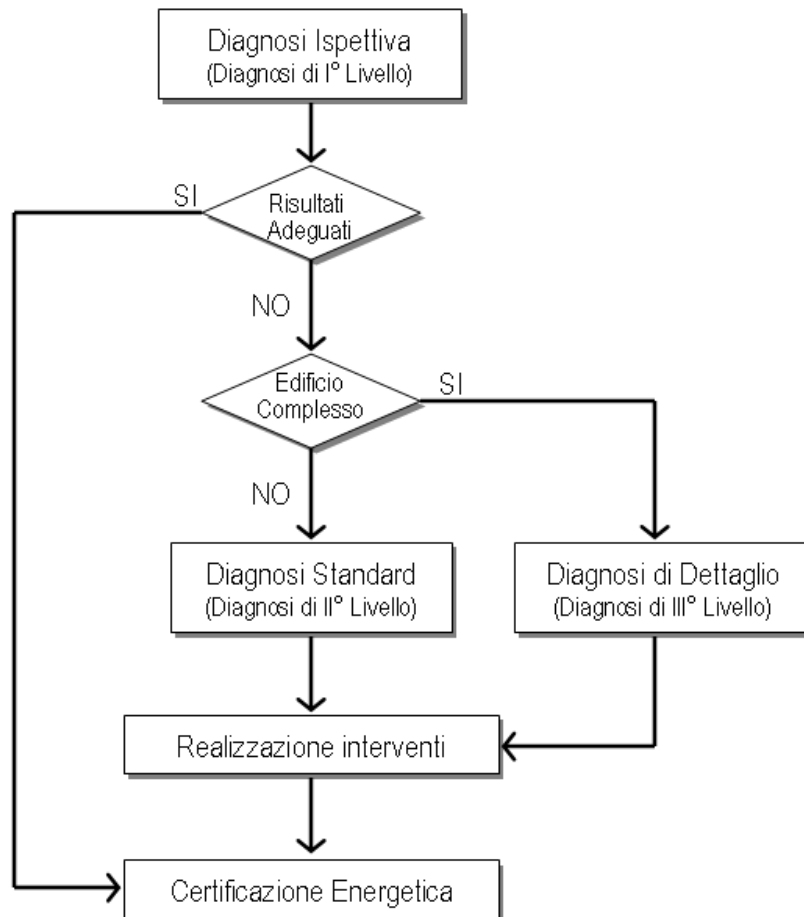 Diagnosi Ispettiva
(Diagnosi di I° Livello)
SI
Risultati
Adeguati
NO
Edificio
Complesso
SI
NO
Diagnosi Standard
(Diagnosi di II° Livello)
Diagnosi di Dettaglio
(Diagnosi di III° Livello)
Realizzazione interventi
Certificazione Energetica